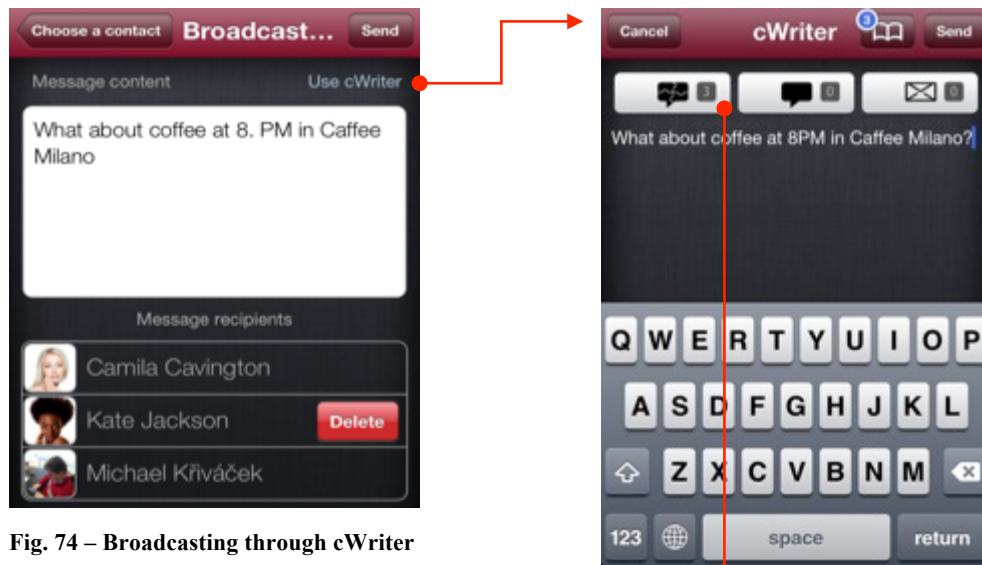 Choose a contact Broadcast... Send
Message content Use cWriter
What about coffee at 8. PM in Caffee
Milano
Message recipients
Camila Cavington
Kate Jackson Delete
Michael Křiváček
Fig. 74 – Broadcasting through cWriter
Cancel cWriter 3 Send
3 0 0
What about coffee at 8PM in Caffee Milano?
Q W E R T Y U I O P
A S D F G H J K L
Z X C V B N M
123 space return